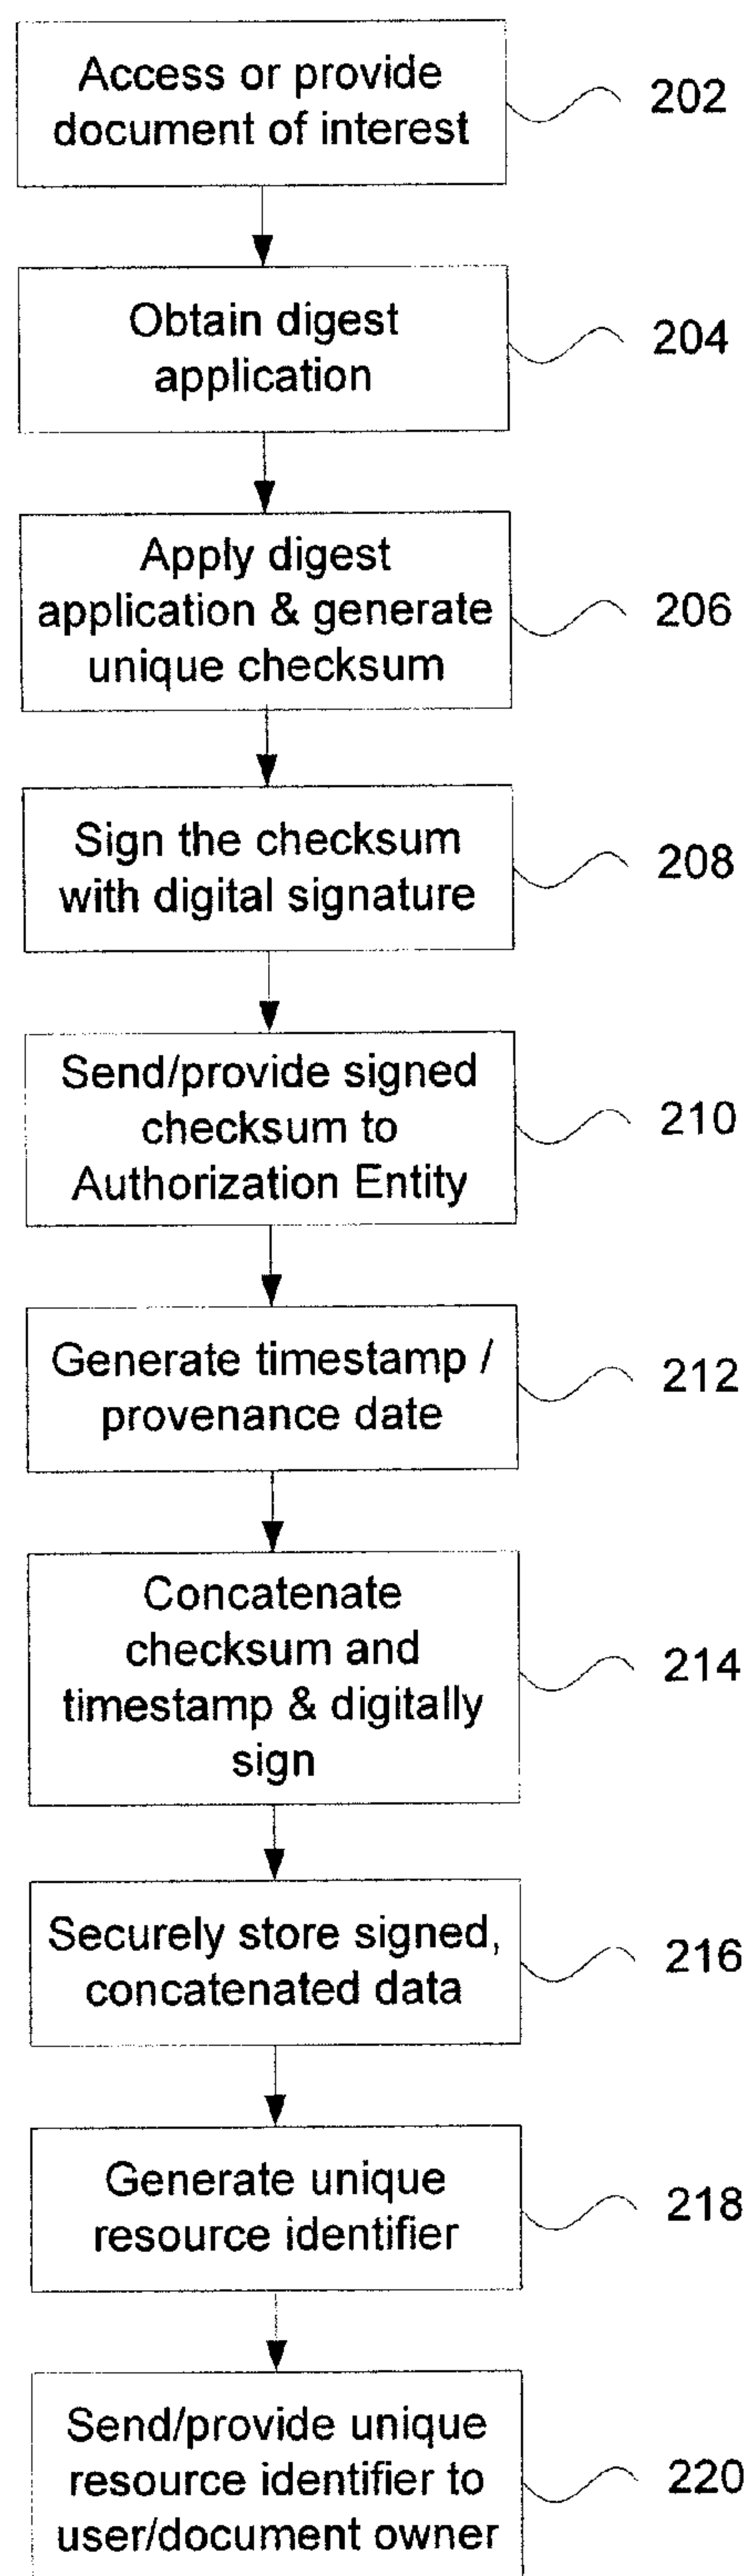 Access or provide
document of interest
202
Obtain digest
application
204
Apply digest
application & generate
unique checksum
206
Sign the checksum
with digital signature
208
Send/provide signed
checksum to
Authorization Entity
210
Generate timestamp /
provenance date
212
Concatenate
checksum and
timestamp & digitally
sign
214
Securely store signed,
concatenated data
216
Generate unique
resource identifier
218
Send/provide unique
resource identifier to
user/document owner
220